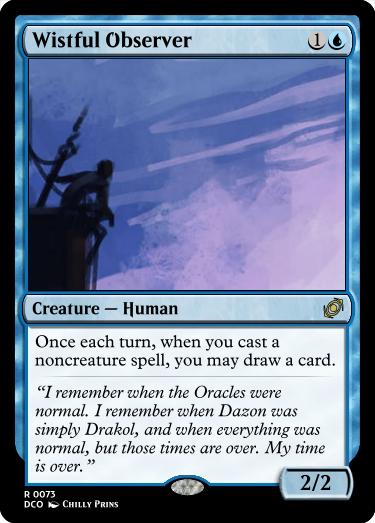 Wistful Observer 1
Creature — Human
Once each turn, when you cast a
noncreature spell, you may draw a card.
“I remember when the Oracles were
normal. I remember when Dazon was
simply Drakol, and when everything was
normal, but those times are over. My time
is over.”
2/2
R 0073
DCO CHILLY PRINS